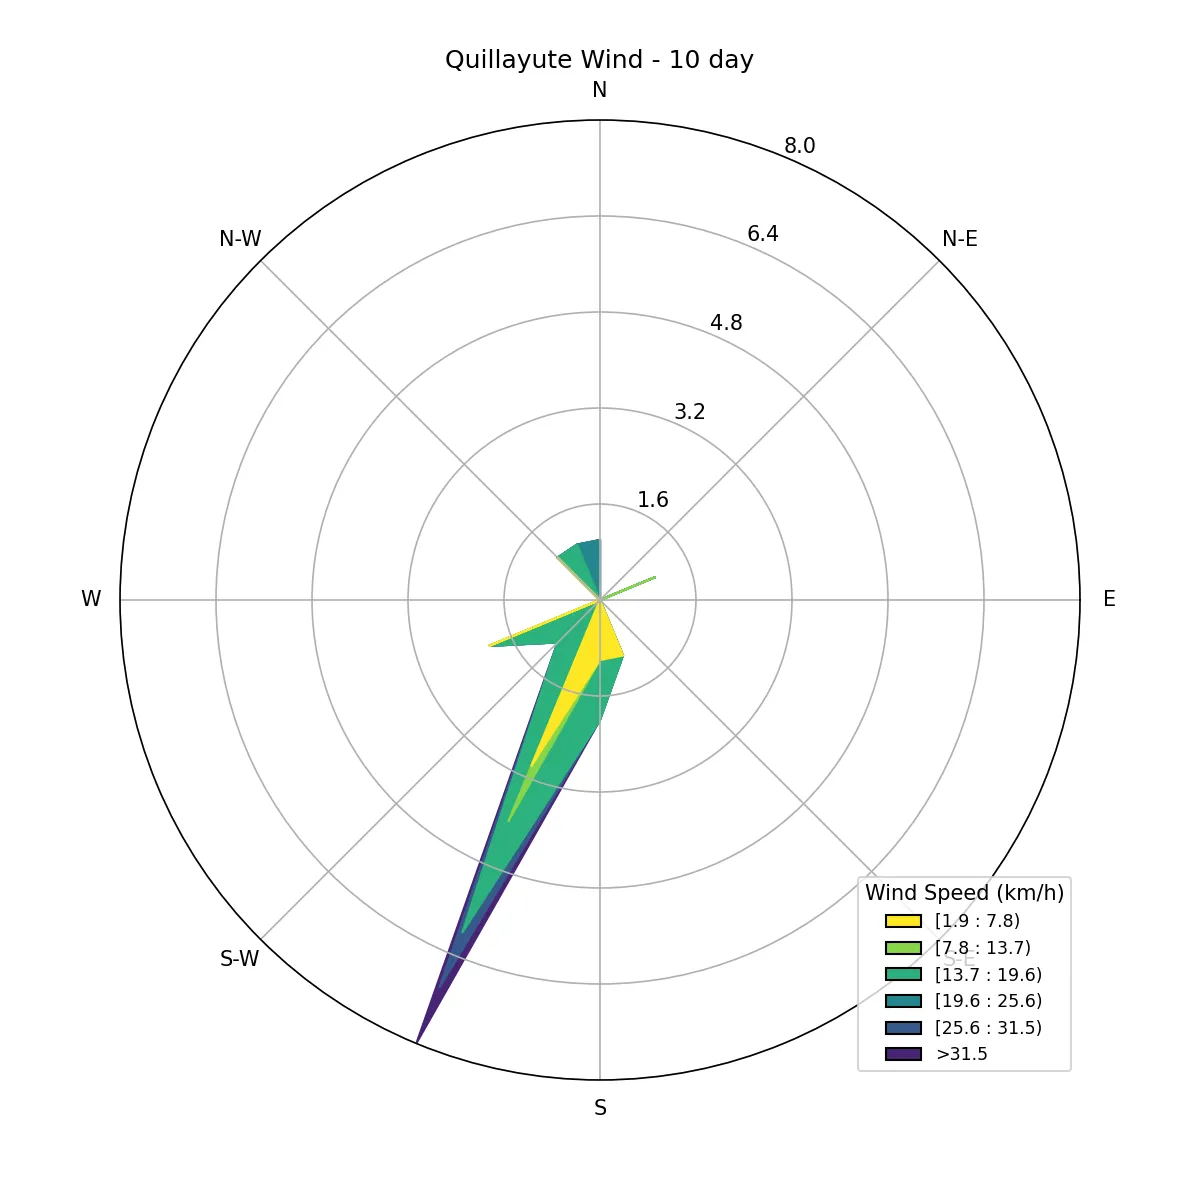 Quillayute Wind - 10 day
N
8.0
N-W
6.4
N-E
4.8
3.2
1.6
W
E
S-W
S-E
S
Wind Speed (km/h)
[1.9 : 7.8)
[7.8 : 13.7)
[13.7 : 19.6)
[19.6 : 25.6)
[25.6 : 31.5)
>31.5